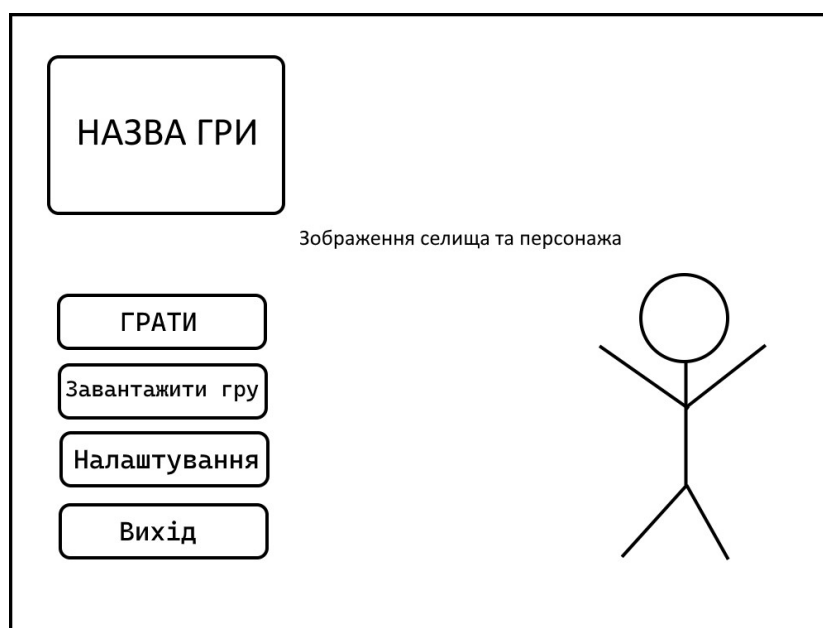 НАЗВА ГРИ
Зображення селища та персонажа
ГРАТИ
Завантажити гру
Налаштування
Вихід